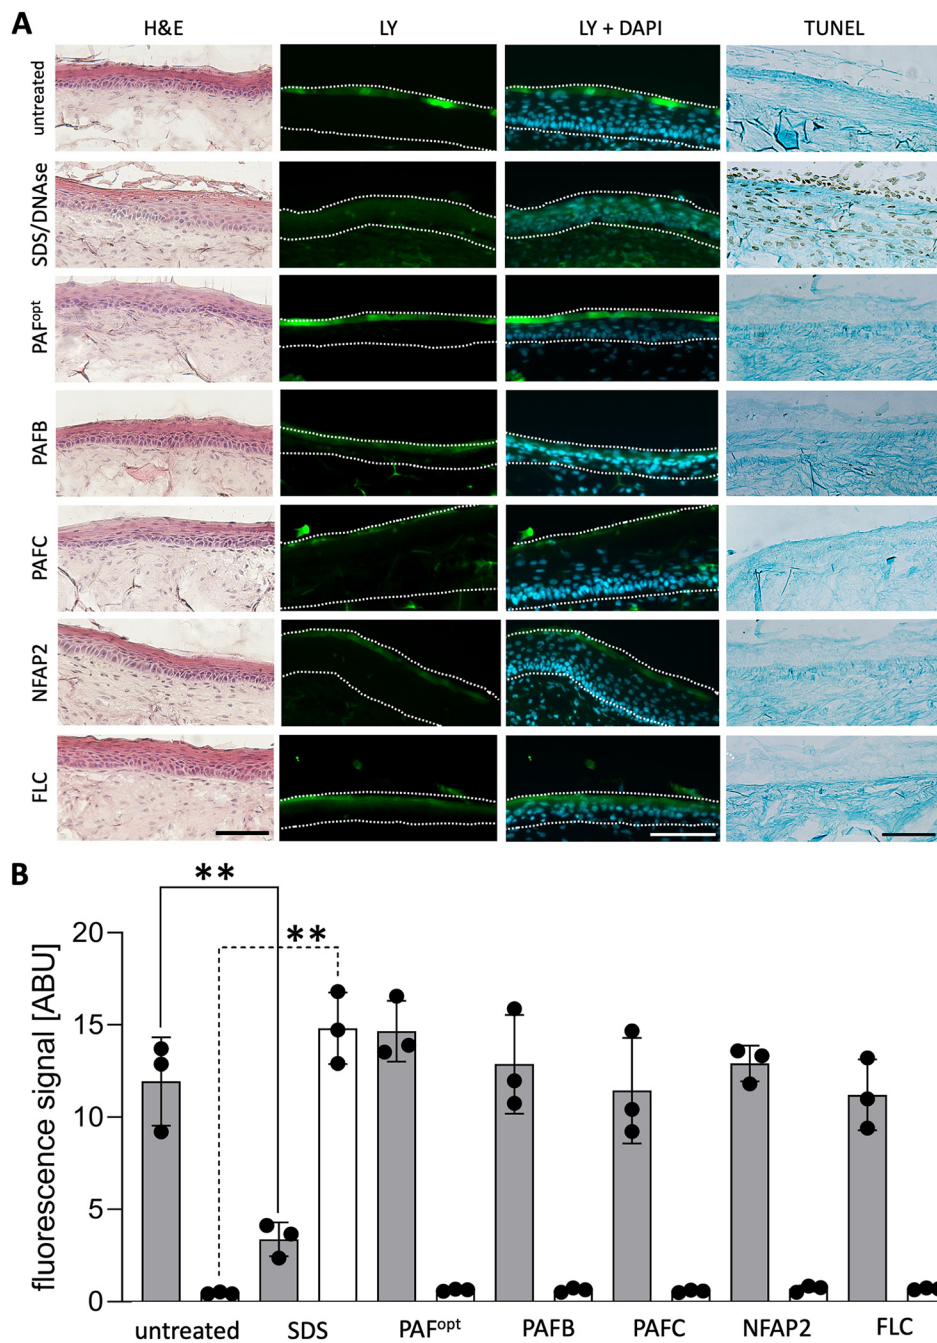 A
H&E LY LY + DAPI TUNEL
untreated
SDS/DNAse
PAFopt
PAFB
PAFC
NFAP2
FLC
B
**
**
fluorescence signal [ABU]
20
15
10
5
0
untreated SDS PAFopt PAFB PAFC NFAP2 FLC